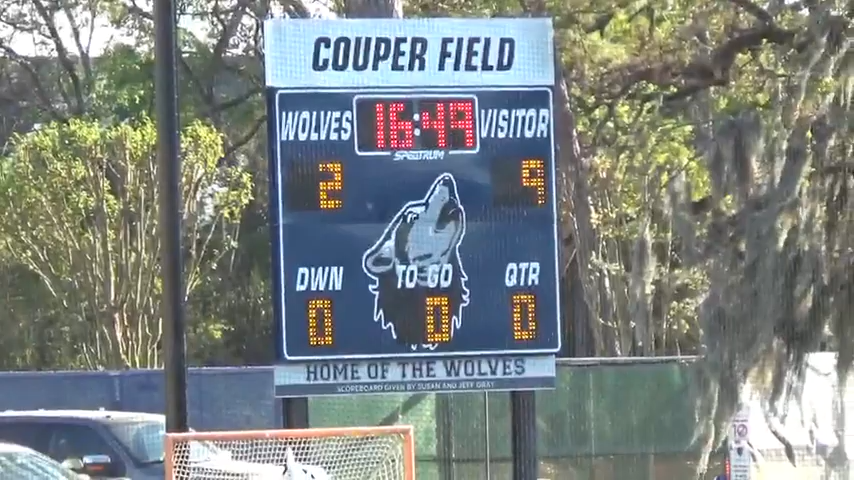 COUPER FIELD
WOLVES 16:49 VISITOR
SPECTRUM
2 9
DWN TO GO QTR
0 0 0
HOME OF THE WOLVES
SCOREBOARD GIVEN BY SUSAN AND JEFF GRAY
10